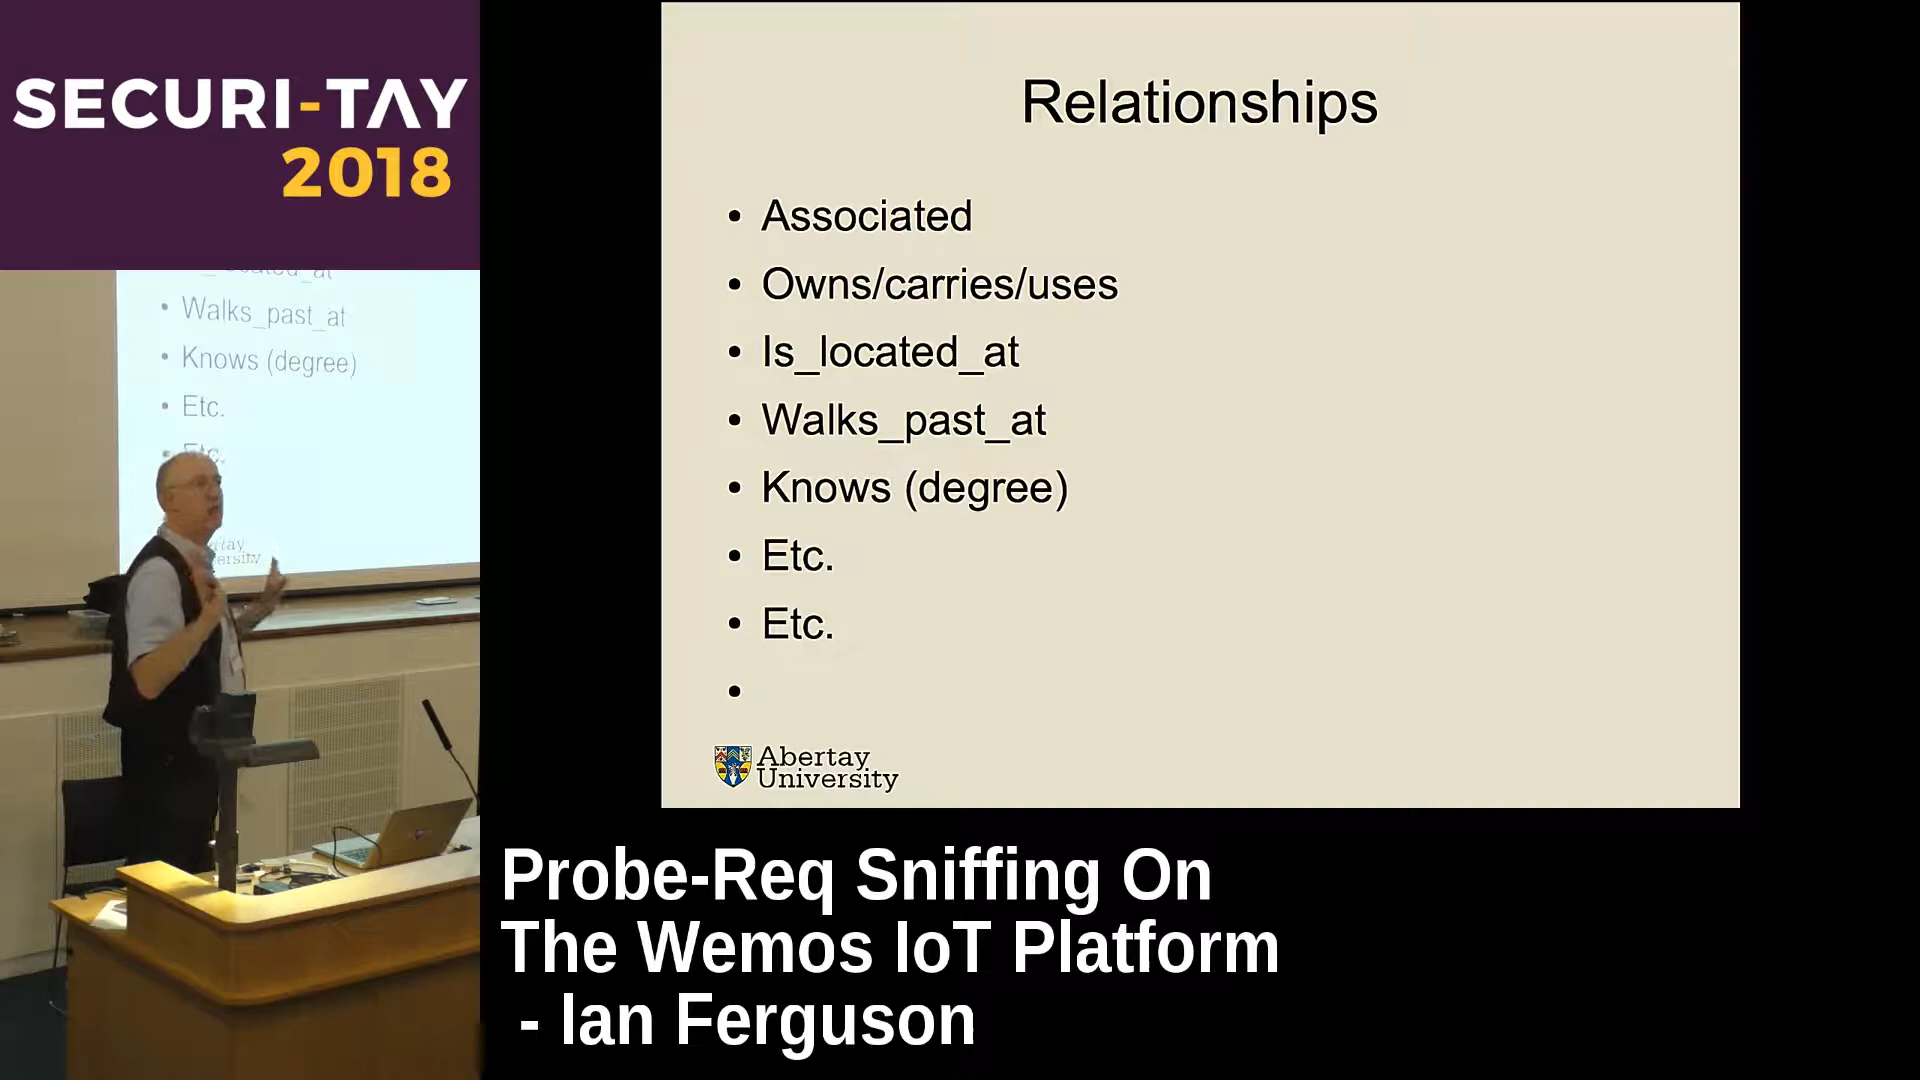 SECURI-TAY
2018
Walks_past_at
Knows (degree)
Etc.
Etc.
Relationships
• Associated
• Owns/carries/uses
• Is_located_at
• Walks_past_at
• Knows (degree)
• Etc.
• Etc.
•
Abertay
University
Probe-Req Sniffing On
The Wemos IoT Platform
- Ian Ferguson